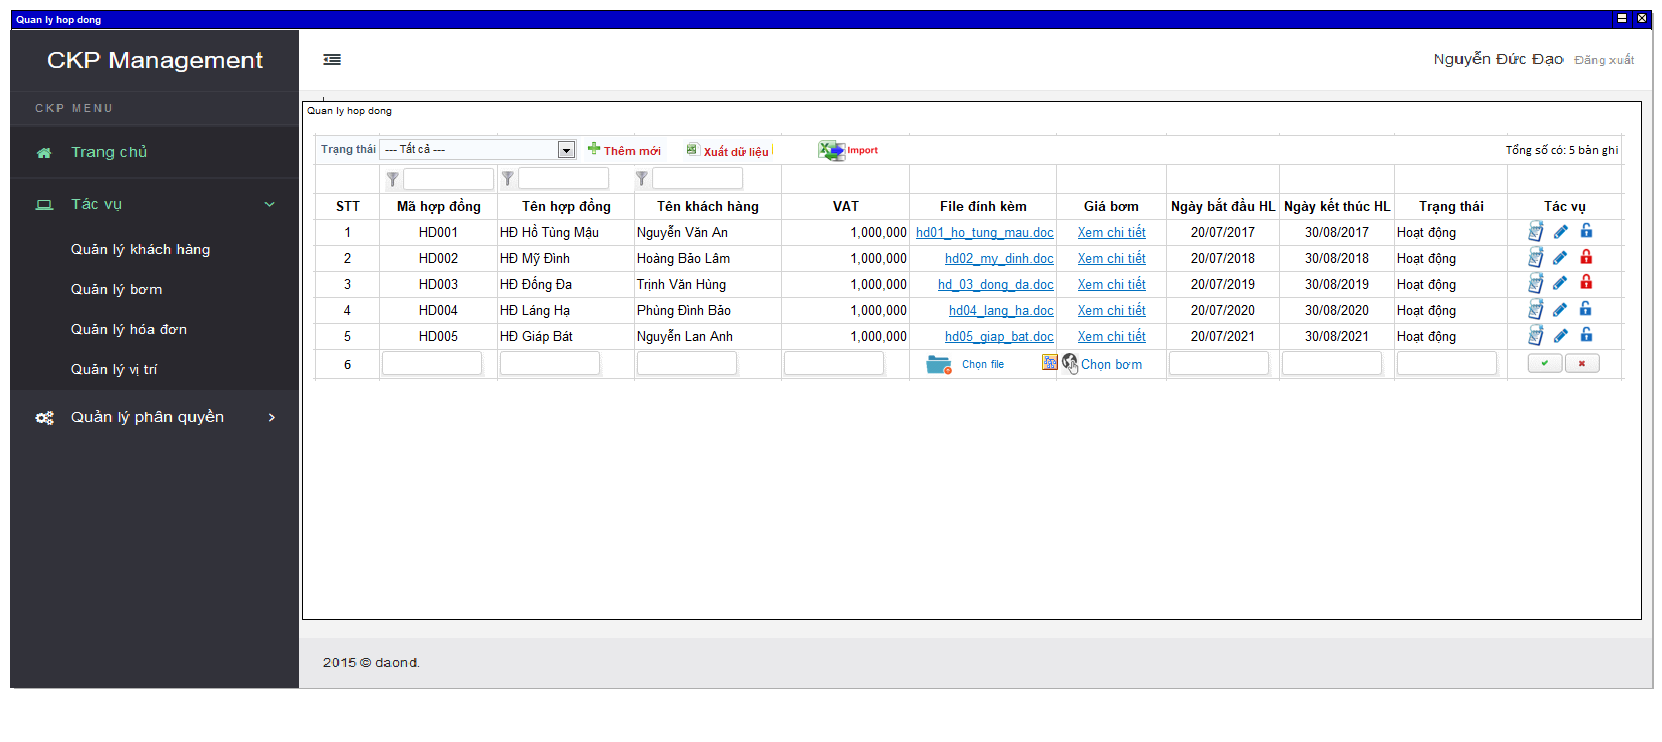 Quan ly hop dong
CKP Management
Nguyễn Đức Đạo Đăng xuất
CKP MENU
Trang chủ
Tác vụ
Quản lý khách hàng
Quản lý bơm
Quản lý hóa đơn
Quản lý vị trí
Quản lý phân quyền
Quan ly hop dong
Trạng thái --- Tất cả --- Thêm mới Xuất dữ liệu Import Tổng số có: 5 bản ghi
STT Mã hợp đồng Tên hợp đồng Tên khách hàng VAT File đính kèm Giá bơm Ngày bắt đầu HL Ngày kết thúc HL Trạng thái Tác vụ
1 HD001 HĐ Hồ Tùng Mậu Nguyễn Văn An 1,000,000 hd01_ho_tung_mau.doc Xem chi tiết 20/07/2017 30/08/2017 Hoạt động
2 HD002 HĐ Mỹ Đình Hoàng Bảo Lâm 1,000,000 hd02_my_dinh.doc Xem chi tiết 20/07/2018 30/08/2018 Hoạt động
3 HD003 HĐ Đống Đa Trịnh Văn Hùng 1,000,000 hd_03_dong_da.doc Xem chi tiết 20/07/2019 30/08/2019 Hoạt động
4 HD004 HĐ Láng Hạ Phùng Đình Bảo 1,000,000 hd04_lang_ha.doc Xem chi tiết 20/07/2020 30/08/2020 Hoạt động
5 HD005 HĐ Giáp Bát Nguyễn Lan Anh 1,000,000 hd05_giap_bat.doc Xem chi tiết 20/07/2021 30/08/2021 Hoạt động
6 Chọn file Chọn bơm
2015 © daond.